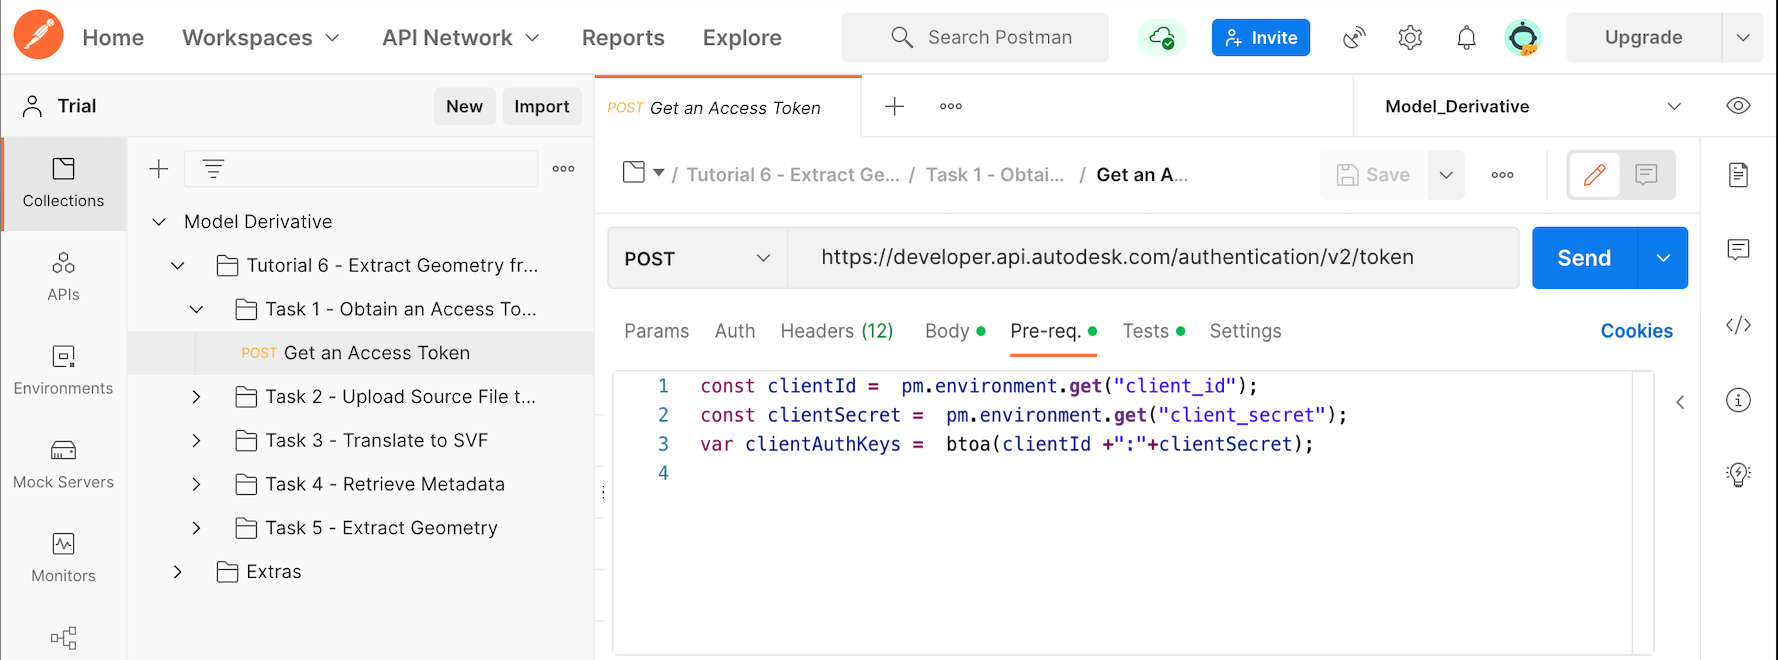 Home Workspaces API Network Reports Explore Search Postman Invite Upgrade
Trial New Import
POST Get an Access Token
Model_Derivative
Collections
APIs
Environments
Mock Servers
Monitors
Model Derivative
Tutorial 6 - Extract Geometry fr...
Task 1 - Obtain an Access To...
POST Get an Access Token
Task 2 - Upload Source File t...
Task 3 - Translate to SVF
Task 4 - Retrieve Metadata
Task 5 - Extract Geometry
Extras
/ Tutorial 6 - Extract Ge... / Task 1 - Obtai... / Get an A...
Save
POST https://developer.api.autodesk.com/authentication/v2/token Send
Params Auth Headers (12) Body Pre-req. Tests Settings Cookies
1 const clientId = pm.environment.get("client_id");
2 const clientSecret = pm.environment.get("client_secret");
3 var clientAuthKeys = btoa(clientId +":"+clientSecret);
4